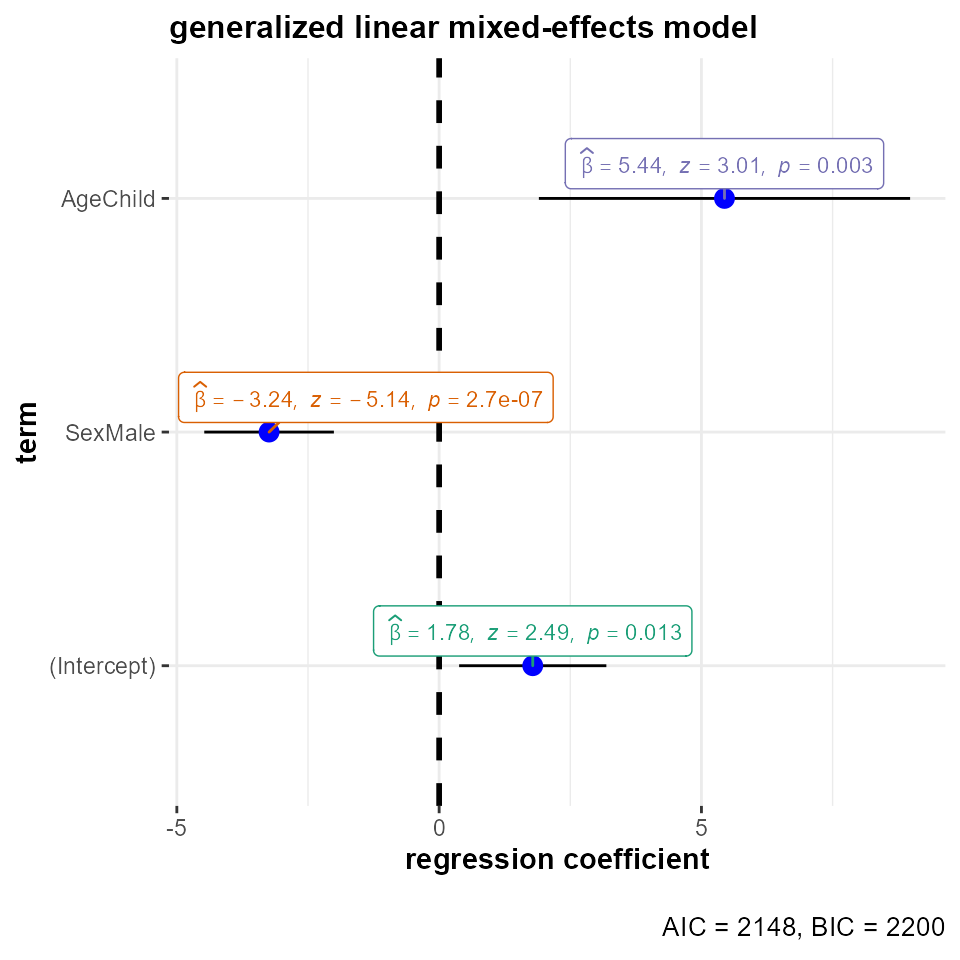 generalized linear mixed-effects model
β̂ = 5.44, z = 3.01, p = 0.003
AgeChild
β̂ = −3.24, z = −5.14, p = 2.7e-07
SexMale
term
β̂ = 1.78, z = 2.49, p = 0.013
(Intercept)
-5 0 5
regression coefficient
AIC = 2148, BIC = 2200